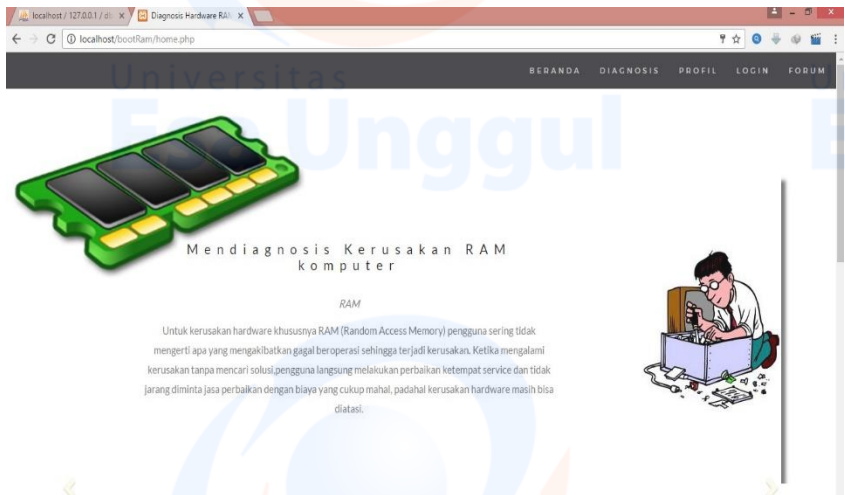 localhost / 127.0.0.1 / db
Diagnosis Hardware RAM
localhost/bootRam/home.php
BERANDA DIAGNOSIS PROFIL LOGIN FORUM
Universitas
Esa Unggul
Mendiagnosis Kerusakan RAM
komputer
RAM
Untuk kerusakan hardware khususnya RAM (Random Access Memory) pengguna sering tidak
mengerti apa yang mengakibatkan gagal beroperasi sehingga terjadi kerusakan. Ketika mengalami
kerusakan tanpa mencari solusi,pengguna langsung melakukan perbaikan ketempat service dan tidak
jarang diminta jasa perbaikan dengan biaya yang cukup mahal, padahal kerusakan hardware masih bisa
diatasi.